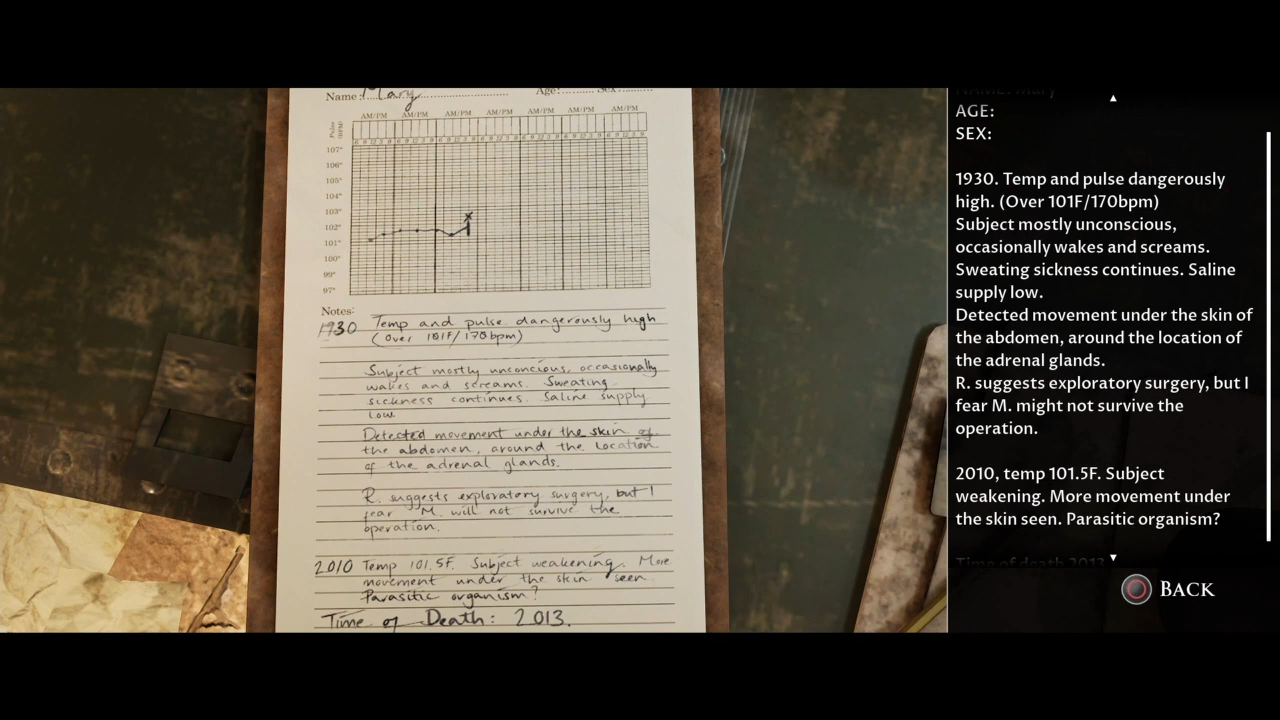 Name: Mary Age: Sex:
AM/PM AM/PM AM/PM AM/PM AM/PM AM/PM AM/PM
Pulse (BPM)
107°
106°
105°
104°
103°
102°
101°
100°
99°
97°
Notes:
1930 Temp and pulse dangerously high
(Over 101F/170bpm)
Subject mostly unconcious, occasionally
wakes and screams. Sweating
sickness continues. Saline supply
low.
Detected movement under the skin of
the abdomen, around the location
of the adrenal glands.
R. suggests exploratory surgery, but I
fear M. will not survive the
operation.
2010 Temp 101.5F. Subject weakening. More
movement under the skin seen.
Parasitic organism?
Time of Death: 2013.
NAME: Mary
AGE:
SEX:
1930. Temp and pulse dangerously
high. (Over 101F/170bpm)
Subject mostly unconscious,
occasionally wakes and screams.
Sweating sickness continues. Saline
supply low.
Detected movement under the skin of
the abdomen, around the location of
the adrenal glands.
R. suggests exploratory surgery, but I
fear M. might not survive the
operation.
2010, temp 101.5F. Subject
weakening. More movement under
the skin seen. Parasitic organism?
Time of death 2013
BACK